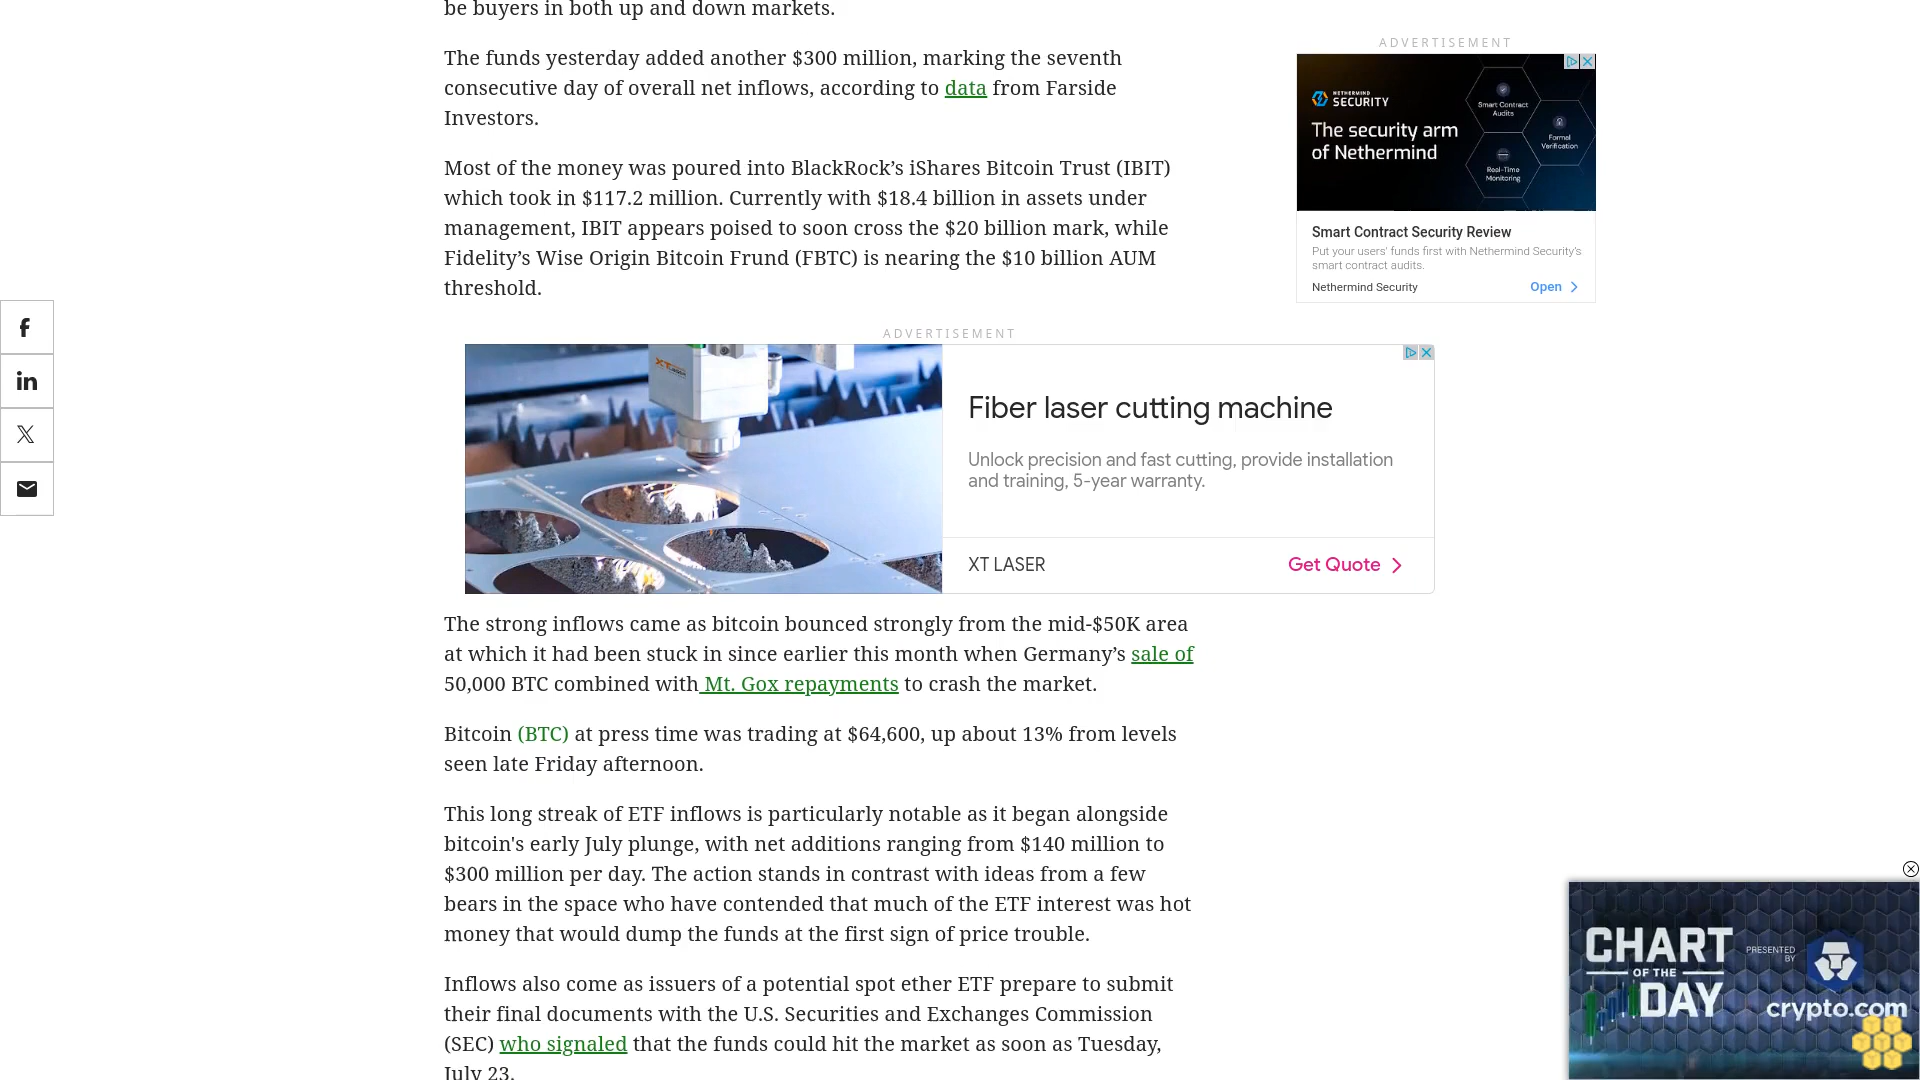 be buyers in both up and down markets.
The funds yesterday added another $300 million, marking the seventh
consecutive day of overall net inflows, according to data from Farside
Investors.
Most of the money was poured into BlackRock’s iShares Bitcoin Trust (IBIT)
which took in $117.2 million. Currently with $18.4 billion in assets under
management, IBIT appears poised to soon cross the $20 billion mark, while
Fidelity’s Wise Origin Bitcoin Frund (FBTC) is nearing the $10 billion AUM
threshold.
ADVERTISEMENT
NETHERMIND
SECURITY
The security arm
of Nethermind
Smart Contract
Audits
Formal
Verification
Real-Time
Monitoring
Smart Contract Security Review
Put your users' funds first with Nethermind Security's
smart contract audits.
Nethermind Security
Open
f
in
X
ADVERTISEMENT
XT LASER
Fiber laser cutting machine
Unlock precision and fast cutting, provide installation
and training, 5-year warranty.
XT LASER
Get Quote
The strong inflows came as bitcoin bounced strongly from the mid-$50K area
at which it had been stuck in since earlier this month when Germany’s sale of
50,000 BTC combined with Mt. Gox repayments to crash the market.
Bitcoin (BTC) at press time was trading at $64,600, up about 13% from levels
seen late Friday afternoon.
This long streak of ETF inflows is particularly notable as it began alongside
bitcoin's early July plunge, with net additions ranging from $140 million to
$300 million per day. The action stands in contrast with ideas from a few
bears in the space who have contended that much of the ETF interest was hot
money that would dump the funds at the first sign of price trouble.
Inflows also come as issuers of a potential spot ether ETF prepare to submit
their final documents with the U.S. Securities and Exchanges Commission
(SEC) who signaled that the funds could hit the market as soon as Tuesday,
July 23.
CHART
OF THE
DAY
PRESENTED
BY
crypto.com